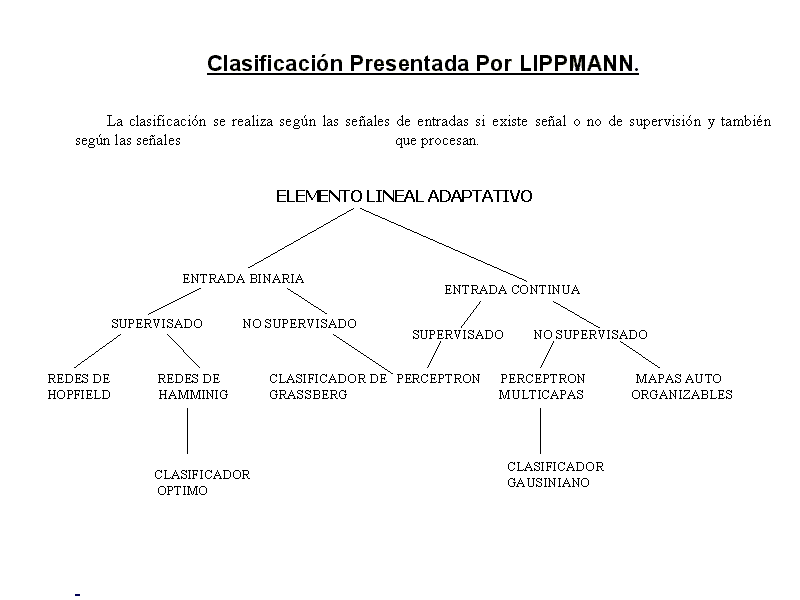 Clasificación Presentada Por LIPPMANN.
La clasificación se realiza según las señales de entradas si existe señal o no de supervisión y también
según las señales que procesan.
ELEMENTO LINEAL ADAPTATIVO
ENTRADA BINARIA
ENTRADA CONTINUA
SUPERVISADO
NO SUPERVISADO
SUPERVISADO
NO SUPERVISADO
REDES DE
HOPFIELD
REDES DE
HAMMINIG
CLASIFICADOR DE
GRASSBERG
PERCEPTRON
PERCEPTRON
MULTICAPAS
MAPAS AUTO
ORGANIZABLES
CLASIFICADOR
OPTIMO
CLASIFICADOR
GAUSINIANO